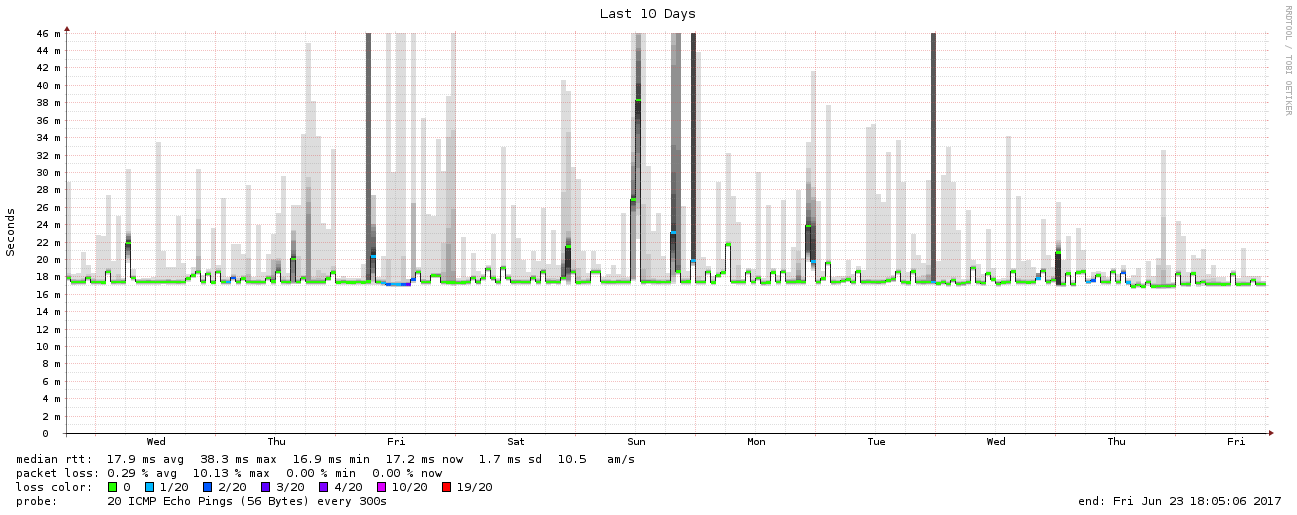 Last 10 Days
RRDTOOL / TOBI OETIKER
Seconds
46 m
44 m
42 m
40 m
38 m
36 m
34 m
32 m
30 m
28 m
26 m
24 m
22 m
20 m
18 m
16 m
14 m
12 m
10 m
8 m
6 m
4 m
2 m
0
Wed Thu Fri Sat Sun Mon Tue Wed Thu Fri
median rtt: 17.9 ms avg 38.3 ms max 16.9 ms min 17.2 ms now 1.7 ms sd 10.5 am/s
packet loss: 0.29 % avg 10.13 % max 0.00 % min 0.00 % now
loss color: 0 1/20 2/20 3/20 4/20 10/20 19/20
probe: 20 ICMP Echo Pings (56 Bytes) every 300s end: Fri Jun 23 18:05:06 2017